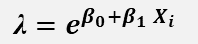 λ = e^{β₀+β₁ Xᵢ}